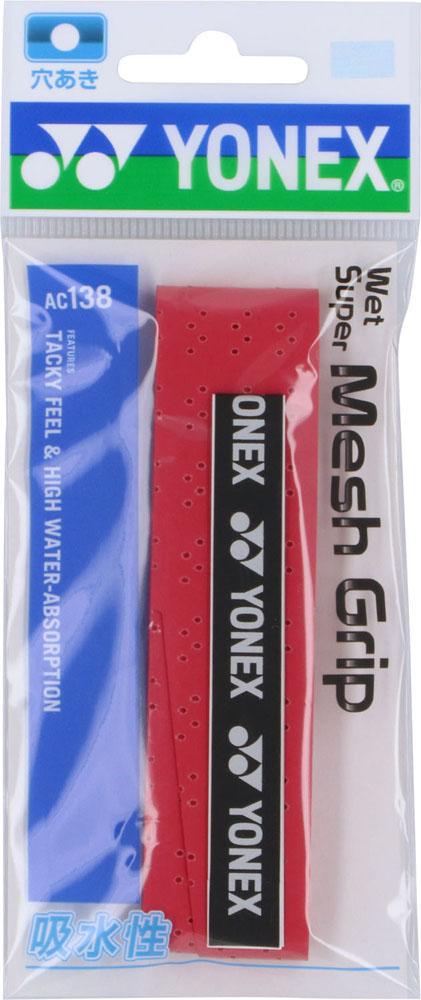 穴あき
YONEX®
AC138
FEATURES
TACKY FEEL & HIGH WATER-ABSORPTION
Wet
Super
Mesh Grip
ONEX YONEX YONEX
吸水性